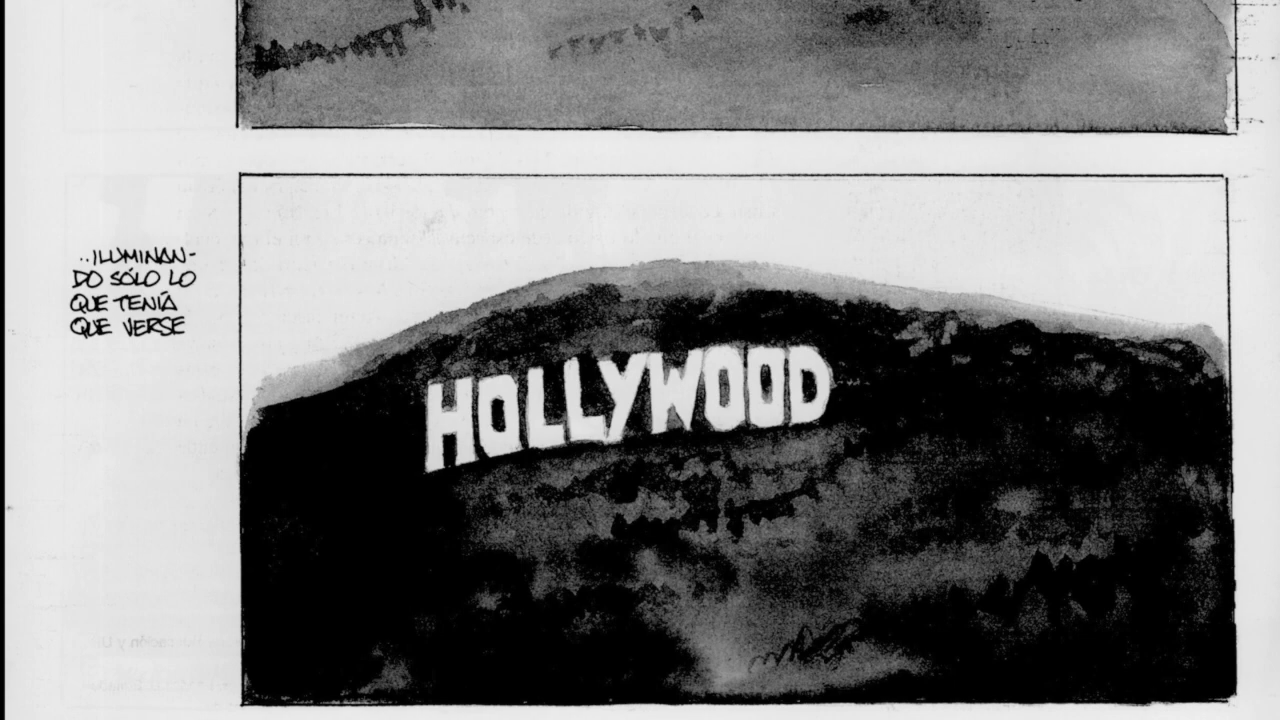 ..ILUMINAN-
DO SÓLO LO
QUE TENÍA
QUE VERSE
HOLLYWOOD